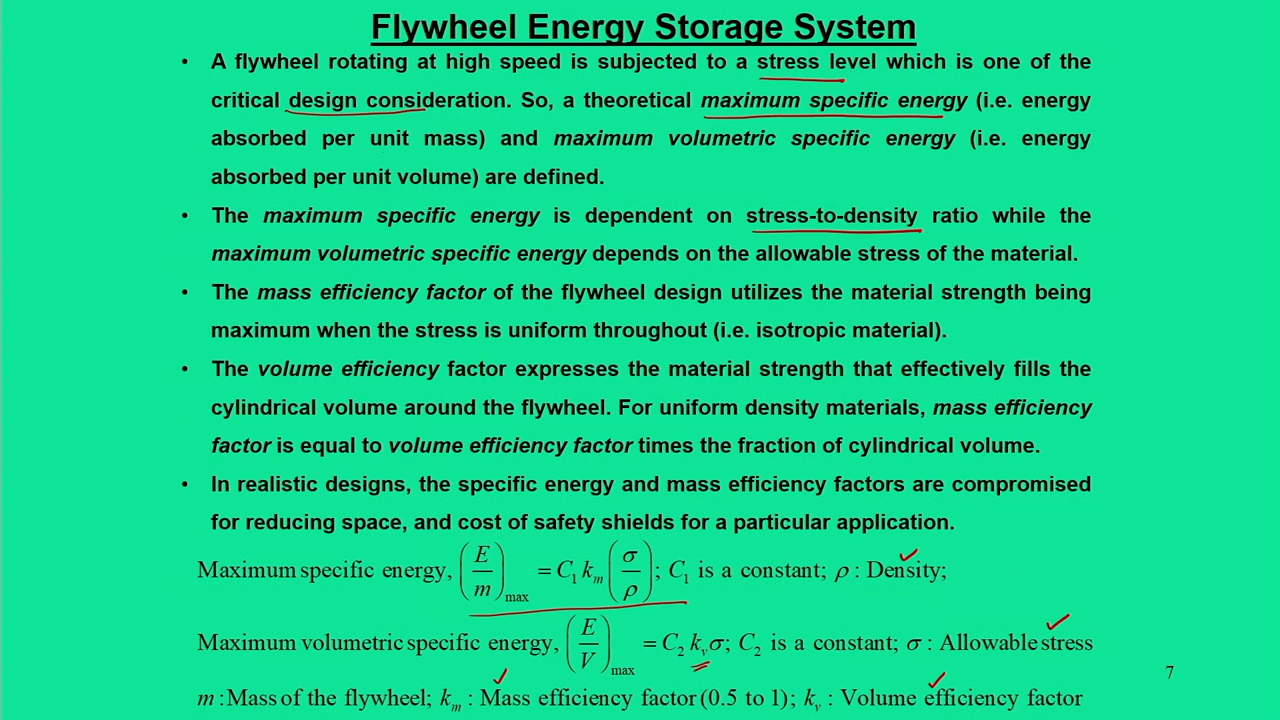 Flywheel Energy Storage System
• A flywheel rotating at high speed is subjected to a stress level which is one of the
critical design consideration. So, a theoretical maximum specific energy (i.e. energy
absorbed per unit mass) and maximum volumetric specific energy (i.e. energy
absorbed per unit volume) are defined.
• The maximum specific energy is dependent on stress-to-density ratio while the
maximum volumetric specific energy depends on the allowable stress of the material.
• The mass efficiency factor of the flywheel design utilizes the material strength being
maximum when the stress is uniform throughout (i.e. isotropic material).
• The volume efficiency factor expresses the material strength that effectively fills the
cylindrical volume around the flywheel. For uniform density materials, mass efficiency
factor is equal to volume efficiency factor times the fraction of cylindrical volume.
• In realistic designs, the specific energy and mass efficiency factors are compromised
for reducing space, and cost of safety shields for a particular application.
Maximum specific energy, (E/m)max = C1 km (σ/ρ); C1 is a constant; ρ : Density;
Maximum volumetric specific energy, (E/V)max = C2 kv σ; C2 is a constant; σ : Allowable stress
m : Mass of the flywheel; km : Mass efficiency factor (0.5 to 1); kv : Volume efficiency factor
7